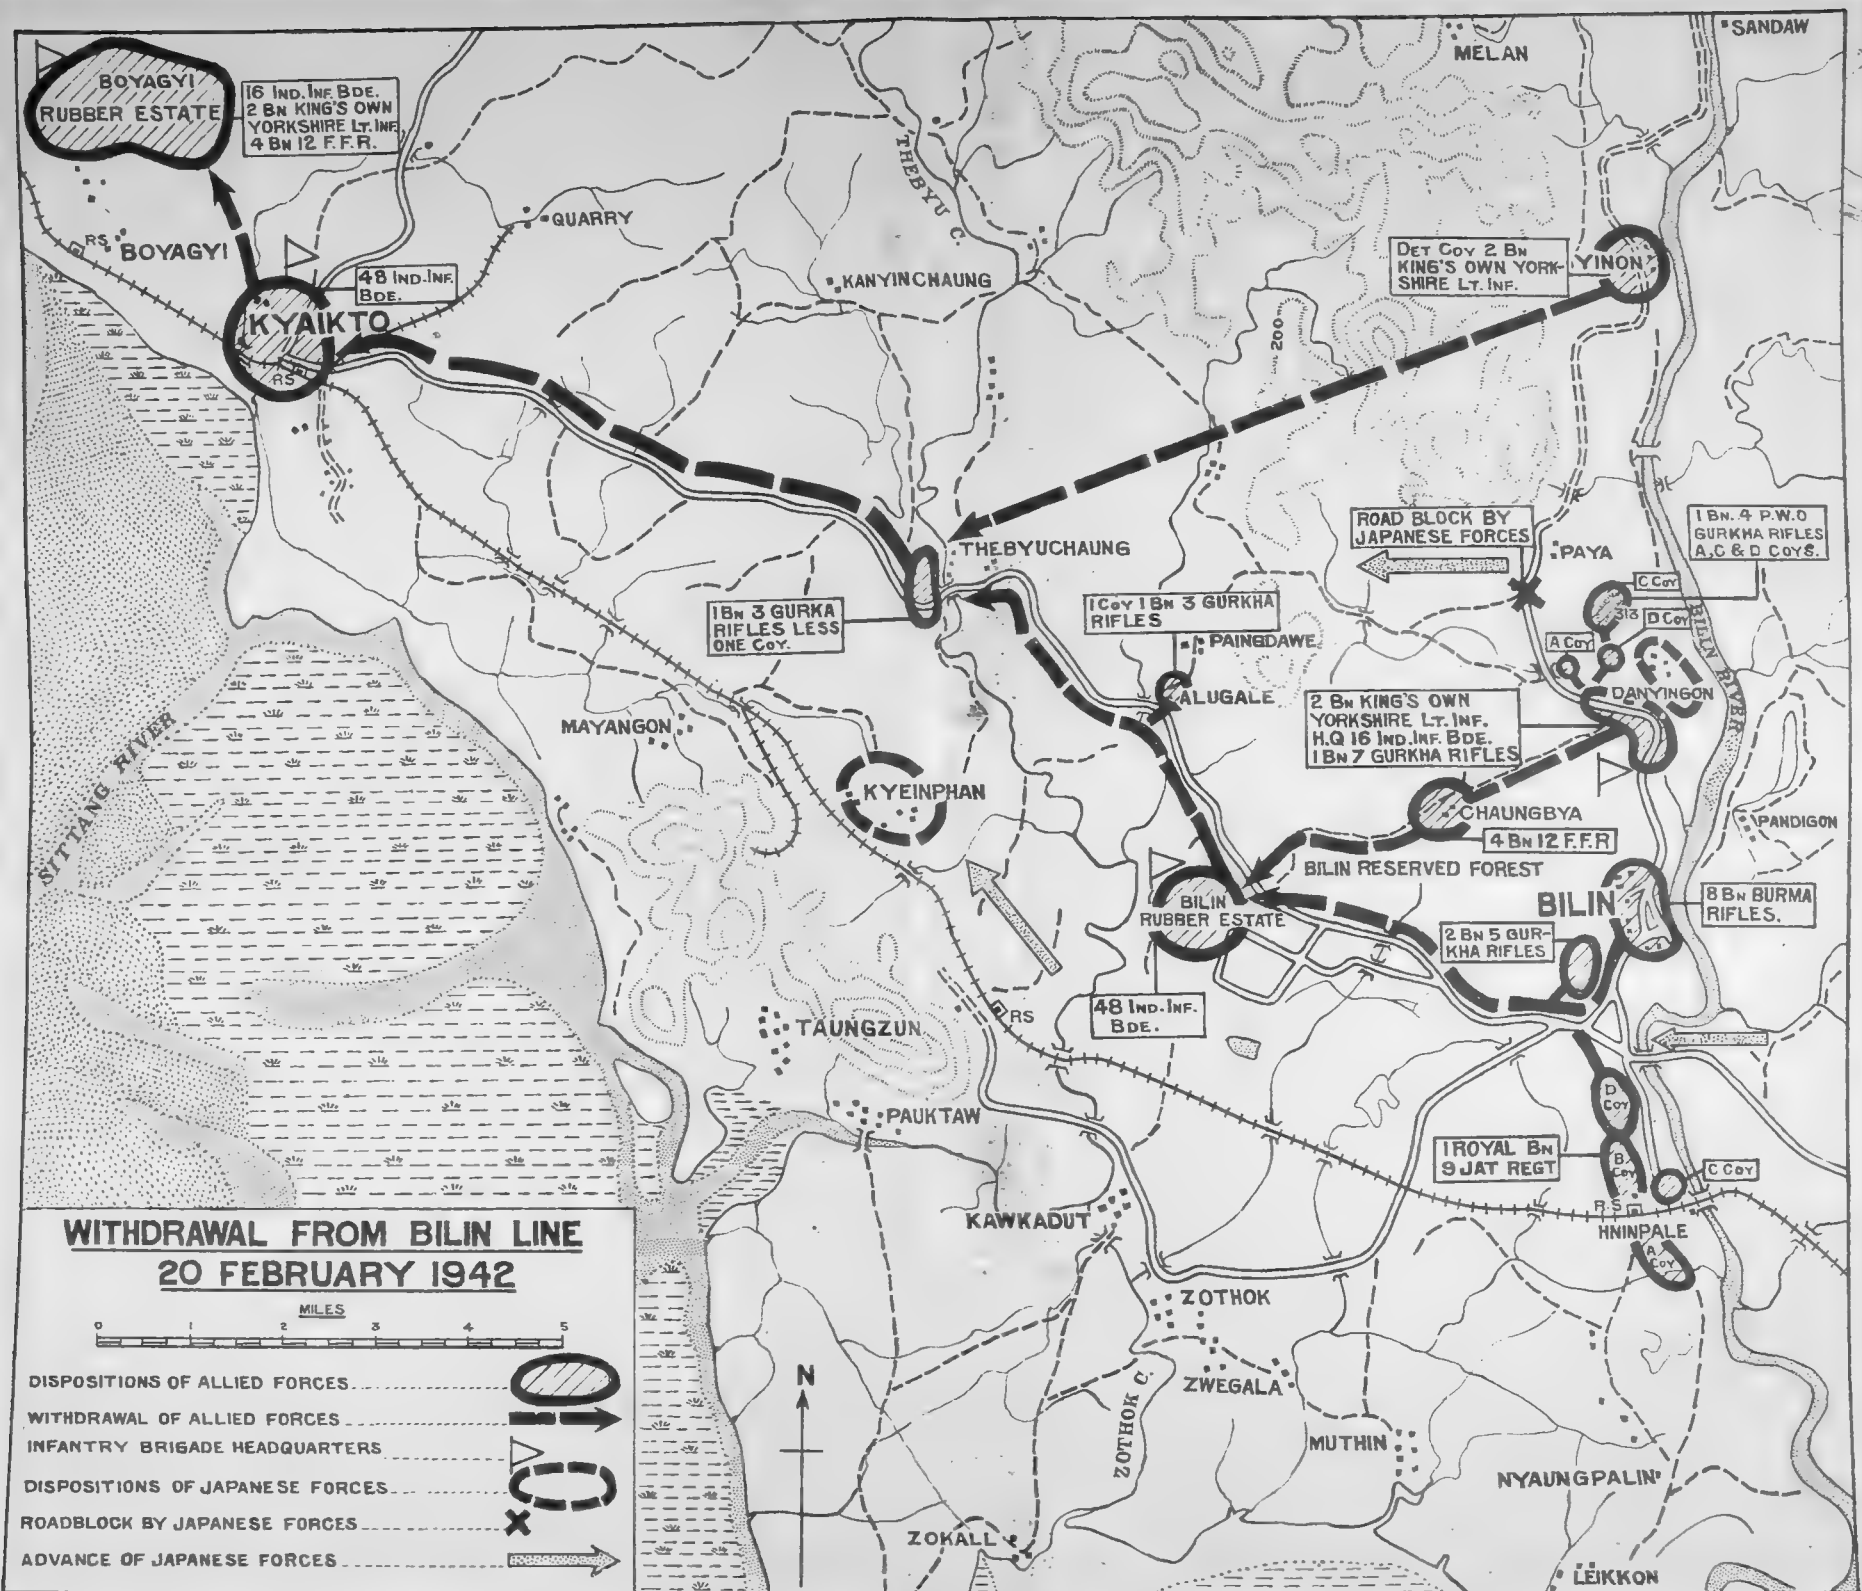 SANDAW
MELAN
BOYAGYI
RUBBER ESTATE
16 IND. INF. BDE.
2 BN KING'S OWN
YORKSHIRE LT. INF.
4 BN 12 F.F.R.
THEBYU C.
QUARRY
RS
BOYAGYI
48 IND. INF.
BDE.
KANYINCHAUNG
DET COY 2 BN
KING'S OWN YORK-
SHIRE LT. INF.
YINON
KYAIKTO
RS
200
ROAD BLOCK BY
JAPANESE FORCES
1 BN. 4 P.W.O
GURKHA RIFLES
A,C & D COYS.
THEBYUCHAUNG
PAYA
C COY
313
D COY
BILIN RIVER
1 BN 3 GURKA
RIFLES LESS
ONE COY.
1 COY 1 BN 3 GURKHA
RIFLES
PAINGDAWE
A COY
ALUGALE
DANYINGON
2 BN KING'S OWN
YORKSHIRE LT. INF.
H.Q 16 IND. INF. BDE.
1 BN 7 GURKHA RIFLES
MAYANGON
SITTANG RIVER
KYEINPHAN
CHAUNGBYA
PANDIGON
4 BN 12 F.F.R
BILIN RESERVED FOREST
BILIN
RUBBER ESTATE
BILIN
8 BN BURMA
RIFLES.
2 BN 5 GUR-
KHA RIFLES
48 IND. INF.
BDE.
RS
TAUNGZUN
PAUKTAW
D
COY
1 ROYAL BN
9 JAT REGT
B
COY
C COY
R.S
HNINPALE
A
COY
KAWKADUT
WITHDRAWAL FROM BILIN LINE
20 FEBRUARY 1942
MILES
0 1 2 3 4 5
DISPOSITIONS OF ALLIED FORCES
WITHDRAWAL OF ALLIED FORCES
INFANTRY BRIGADE HEADQUARTERS
DISPOSITIONS OF JAPANESE FORCES
ROADBLOCK BY JAPANESE FORCES
ADVANCE OF JAPANESE FORCES
N
ZOTHOK
ZWEGALA
ZOTHOK C.
MUTHIN
NYAUNGPALIN
ZOKALL
LEIKKON